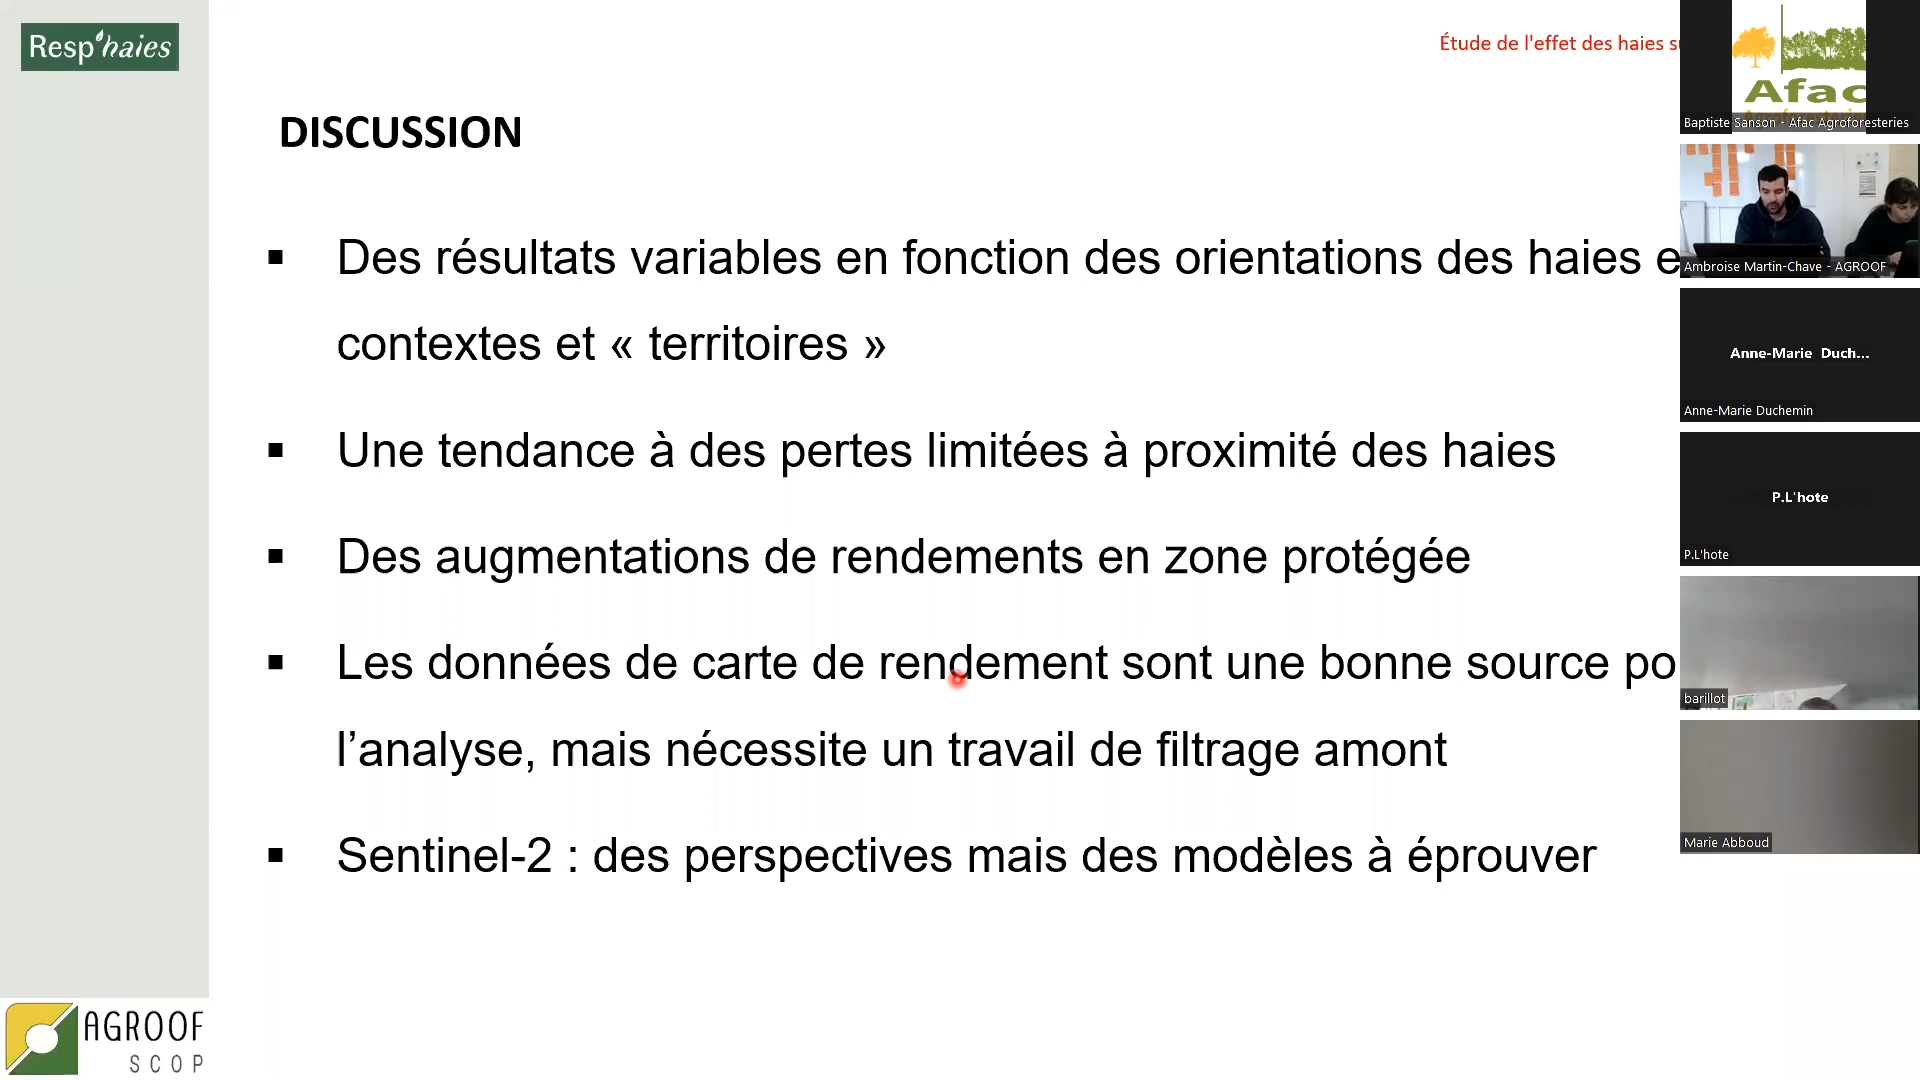 Resp'haies
Étude de l'effet des haies
DISCUSSION
Des résultats variables en fonction des orientations des haies
contextes et « territoires »
Une tendance à des pertes limitées à proximité des haies
Des augmentations de rendements en zone protégée
Les données de carte de rendement sont une bonne source
l’analyse, mais nécessite un travail de filtrage amont
Sentinel-2 : des perspectives mais des modèles à éprouver
AGROOF
SCOP
Afac
Baptiste Sanson - Afac Agroforesteries
Ambroise Martin-Chave - AGROOF
Anne-Marie Duch...
Anne-Marie Duchemin
P.L'hote
P.L'hote
barillot
Marie Abboud